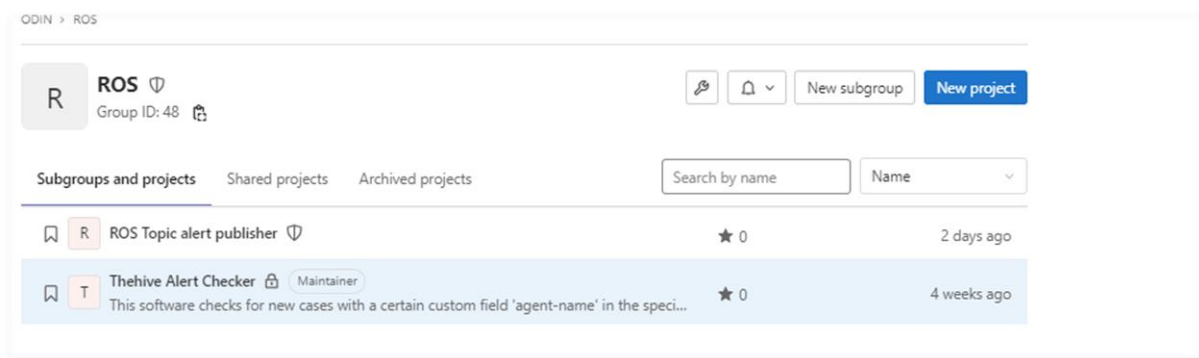 ODIN > ROS
R
ROS
Group ID: 48
New subgroup
New project
Subgroups and projects
Shared projects
Archived projects
Search by name
Name
R ROS Topic alert publisher ★ 0 2 days ago
T Thehive Alert Checker Maintainer
This software checks for new cases with a certain custom field 'agent-name' in the speci... ★ 0 4 weeks ago